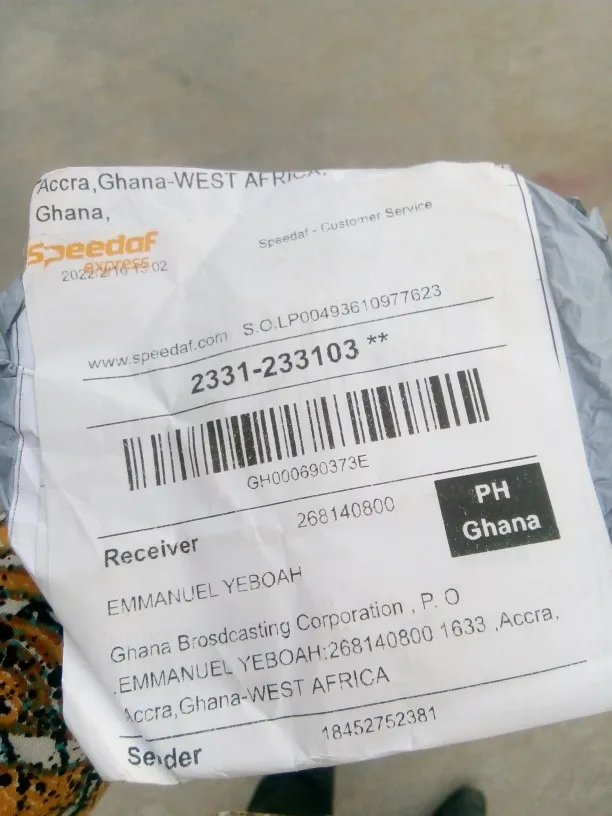 Accra,Ghana-WEST AFRICA.
Ghana,
Speedaf
express
2022/2/16 15:02
Speedaf - Customer Service
www.speedaf.com S.O.LP00493610977623
2331-233103 **
GH000690373E
268140800
PH
Ghana
Receiver
EMMANUEL YEBOAH
Ghana Brosdcasting Corporation , P. O
.EMMANUEL YEBOAH:268140800 1633 ,Accra,
Accra,Ghana-WEST AFRICA
Sender
18452752381